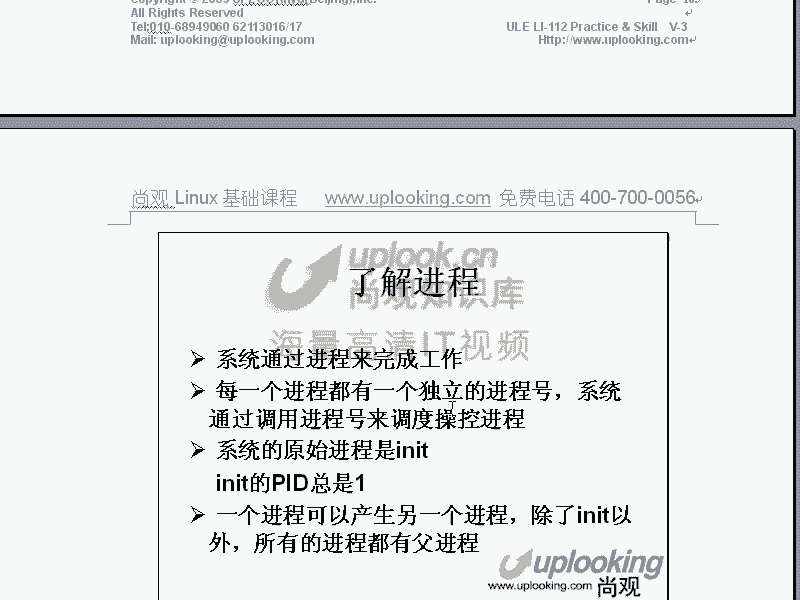 All Rights Reserved
Tel;010-68949060 62113016/17
ULE LI-112 Practice & Skill V-3
Mail: uplooking@uplooking.com
Http://www.uplooking.com
尚观 Linux 基础课程 www.uplooking.com 免费电话 400-700-0056
uplook.cn
尚观知识库
了解进程
海量高清IT视频
➢ 系统通过进程来完成工作
➢ 每一个进程都有一个独立的进程号，系统
通过调用进程号来调度操控进程
➢ 系统的原始进程是init
init的PID总是1
➢ 一个进程可以产生另一个进程，除了init以
外，所有的进程都有父进程
uplooking
www.uplooking.com 尚观